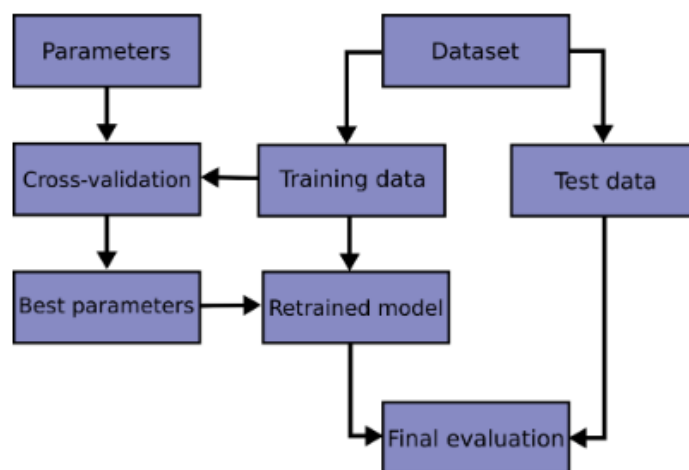 Parameters
Dataset
Cross-validation
Training data
Test data
Best parameters
Retrained model
Final evaluation